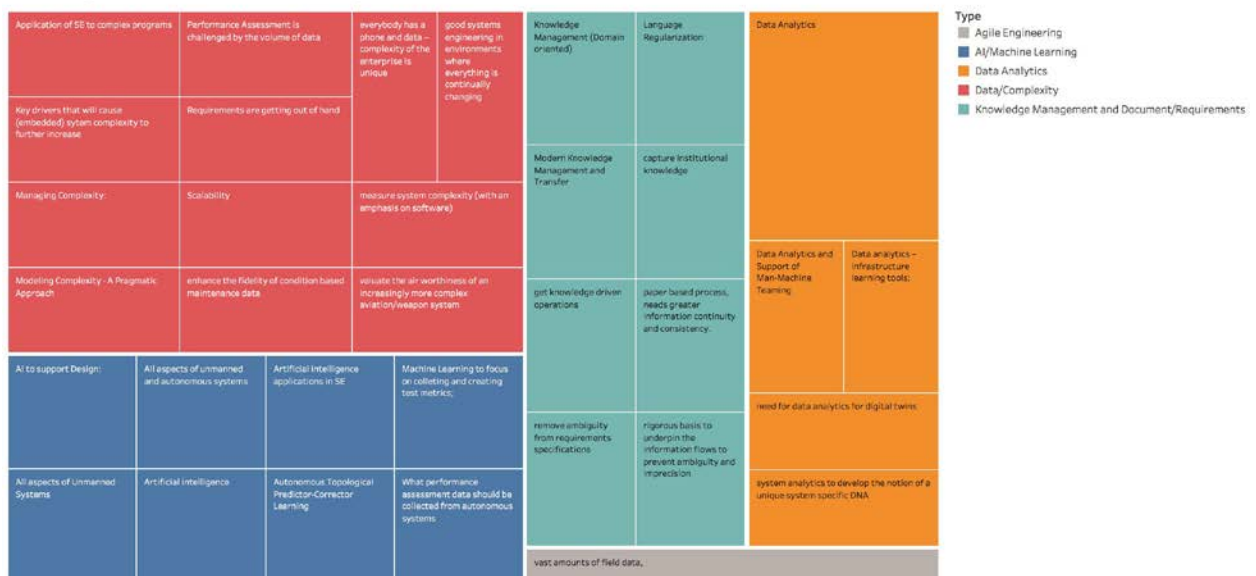 Application of SE to complex programs
Performance Assessment is
challenged by the volume of data
everybody has a
phone and data –
complexity of the
enterprise is
unique
good systems
engineering in
environments
where
everything is
continually
changing
Key drivers that will cause
(embedded) sytem complexity to
further increase
Requirements are getting out of hand
Managing Complexity:
Scalability
measure system complexity (with an
emphasis on software)
Modeling Complexity - A Pragmatic
Approach
enhance the fidelity of condition based
maintenance data
valuate the air worthiness of an
increasingly more complex
aviation/weapon system
AI to support Design:
All aspects of unmanned
and autonomous systems
Artificial intelligence
applications in SE
Machine Learning to focus
on colleting and creating
test metrics;
All aspects of Unmanned
Systems
Artificial intelligence
Autonomous Topological
Predictor-Corrector
Learning
What performance
assessment data should be
collected from autonomous
systems
Knowledge
Management (Domain
oriented)
Language
Regularization
Modern Knowledge
Management and
Transfer
capture institutional
knowledge
get knowledge driven
operations
paper based process,
needs greater
information continuity
and consistency.
remove ambiguity
from requirements
specifications
rigorous basis to
underpin the
information flows to
prevent ambiguity and
imprecision
vast amounts of field data,
Data Analytics
Data Analytics and
Support of
Man-Machine
Teaming
Data analytics –
infrastructure
learning tools;
need for data analytics for digital twins
system analytics to develop the notion of a
unique system specific DNA
Type
Agile Engineering
AI/Machine Learning
Data Analytics
Data/Complexity
Knowledge Management and Document/Requirements